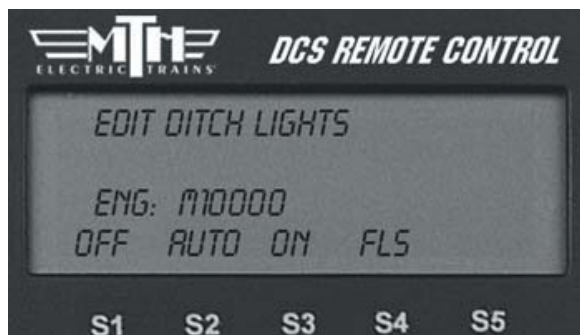 MTH
ELECTRIC TRAINS
DCS REMOTE CONTROL
EDIT DITCH LIGHTS
ENG: M10000
OFF AUTO ON FLS
S1 S2 S3 S4 S5